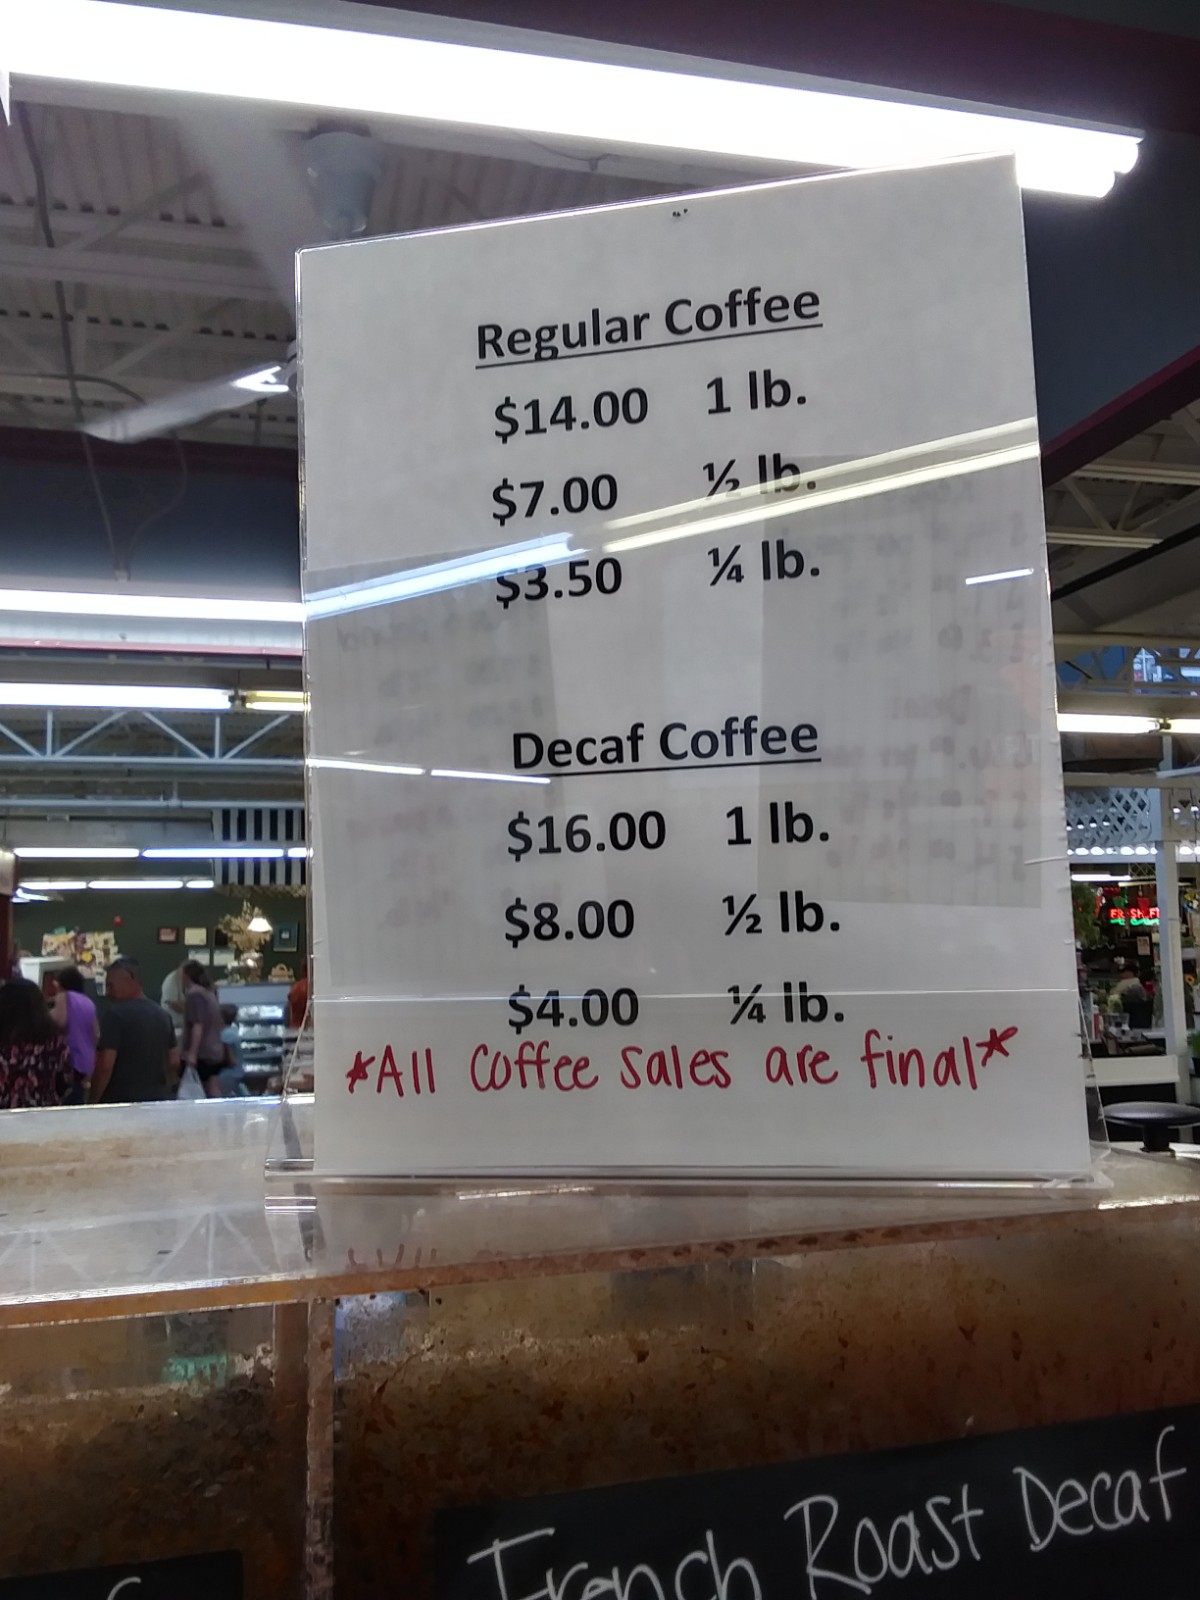 Regular Coffee
$14.00 1 lb.
$7.00 ½ lb.
$3.50 ¼ lb.
Decaf Coffee
$16.00 1 lb.
$8.00 ½ lb.
$4.00 ¼ lb.
*All coffee sales are final*
French Roast Decaf